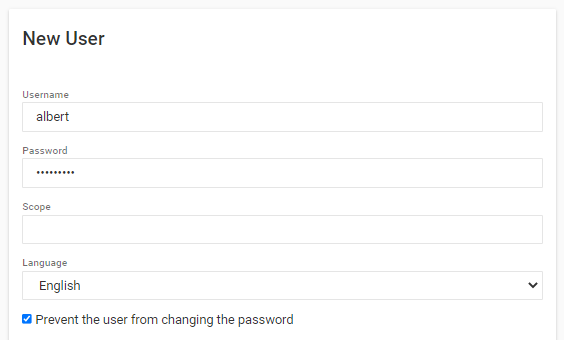 New User
Username
albert
Password
•••••••••
Scope
Language
English
Prevent the user from changing the password